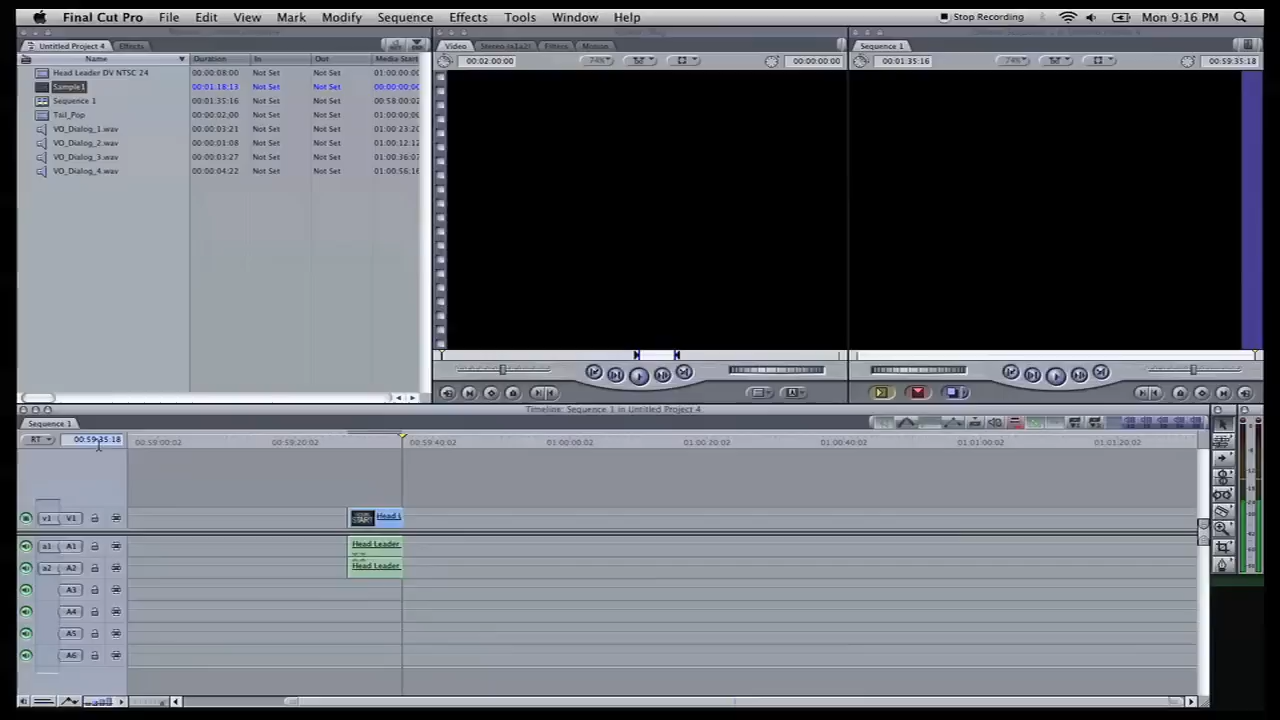 Final Cut Pro File Edit View Mark Modify Sequence Effects Tools Window Help Stop Recording Mon 9:16 PM
Untitled Project 4 Effects
Name Duration In Out Media Start
Head Leader DV NTSC 24 00:00:08:00 Not Set Not Set 01:00:00:00
Sample1 00:01:18:13 Not Set Not Set 00:00:00:00
Sequence 1 00:01:35:16 Not Set Not Set 00:58:00:02
Tail_Pop 00:00:02;00 Not Set Not Set 01:00:00;00
VO_Dialog_1.wav 00:00:03:21 Not Set Not Set 01:00:23:20
VO_Dialog_2.wav 00:00:01:08 Not Set Not Set 01:00:12:12
VO_Dialog_3.wav 00:00:03:27 Not Set Not Set 01:00:36:07
VO_Dialog_4.wav 00:00:04:22 Not Set Not Set 01:00:56:16
Video Stereo (a1a2) Filters Motion
00:02:00:00 74% 00:00:00:00
Sequence 1
00:01:35:16 74% 00:59:35:18
Timeline: Sequence 1 in Untitled Project 4
Sequence 1
RT 00:59:35:18 00:59:00:02 00:59:20:02 00:59:40:02 01:00:00:02 01:00:20:02 01:00:40:02 01:01:00:02 01:01:20:02
v1 V1 START Head L
a1 A1 Head Leader
a2 A2 Head Leader
A3
A4
A5
A6